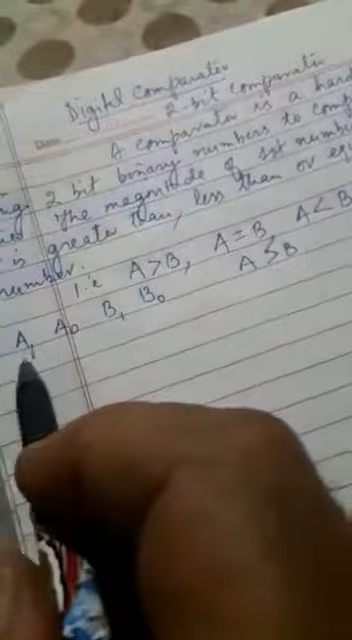 Digital Comparator
2-bit comparator
Date
A comparator is a hard
2 bit binary numbers to comp
the magnitude of 1st number
is greater than, less than or equ
number.
i.e A>B, A=B, A<B
A≤B
A₁ A₀ B₁ B₀